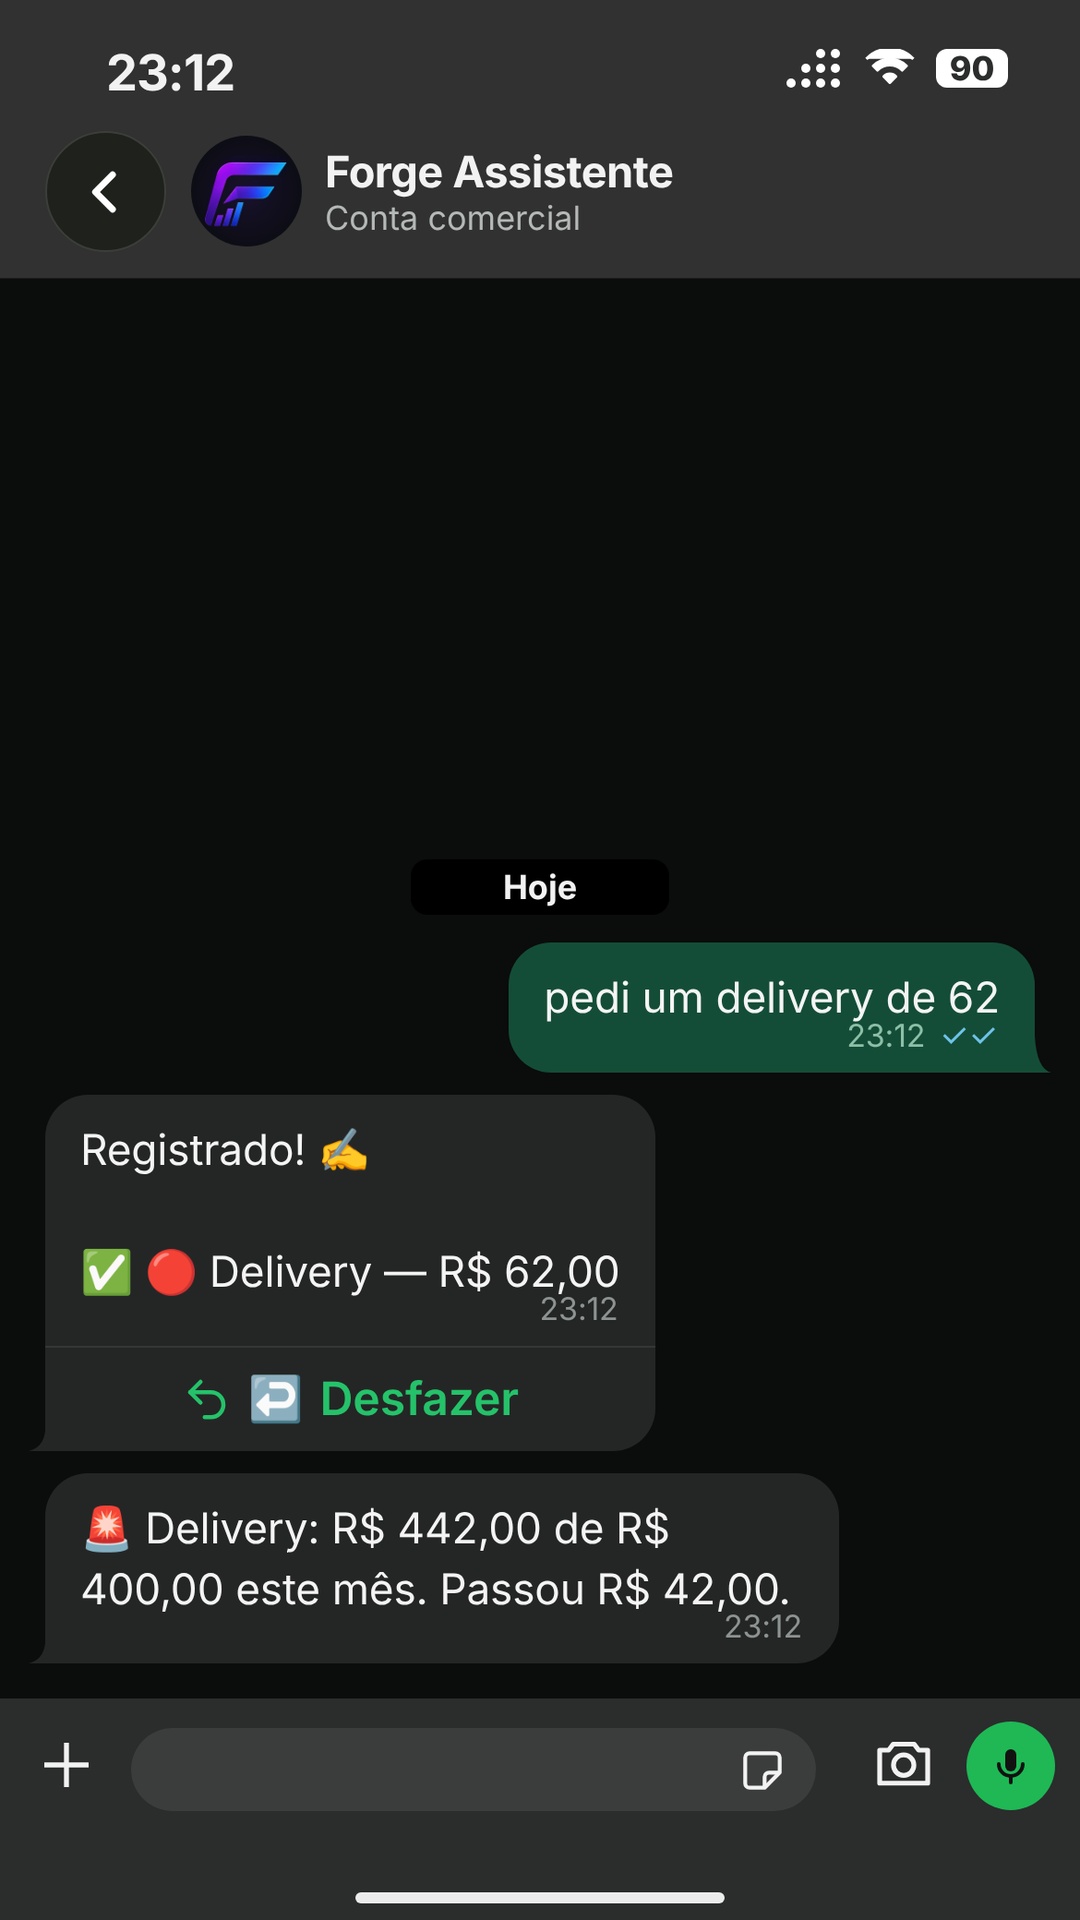 23:12
90
Forge Assistente
Conta comercial
Hoje
pedi um delivery de 62
23:12
Registrado! ✍️
✅ 🔴 Delivery — R$ 62,00
23:12
↩️ Desfazer
🚨 Delivery: R$ 442,00 de R$
400,00 este mês. Passou R$ 42,00.
23:12